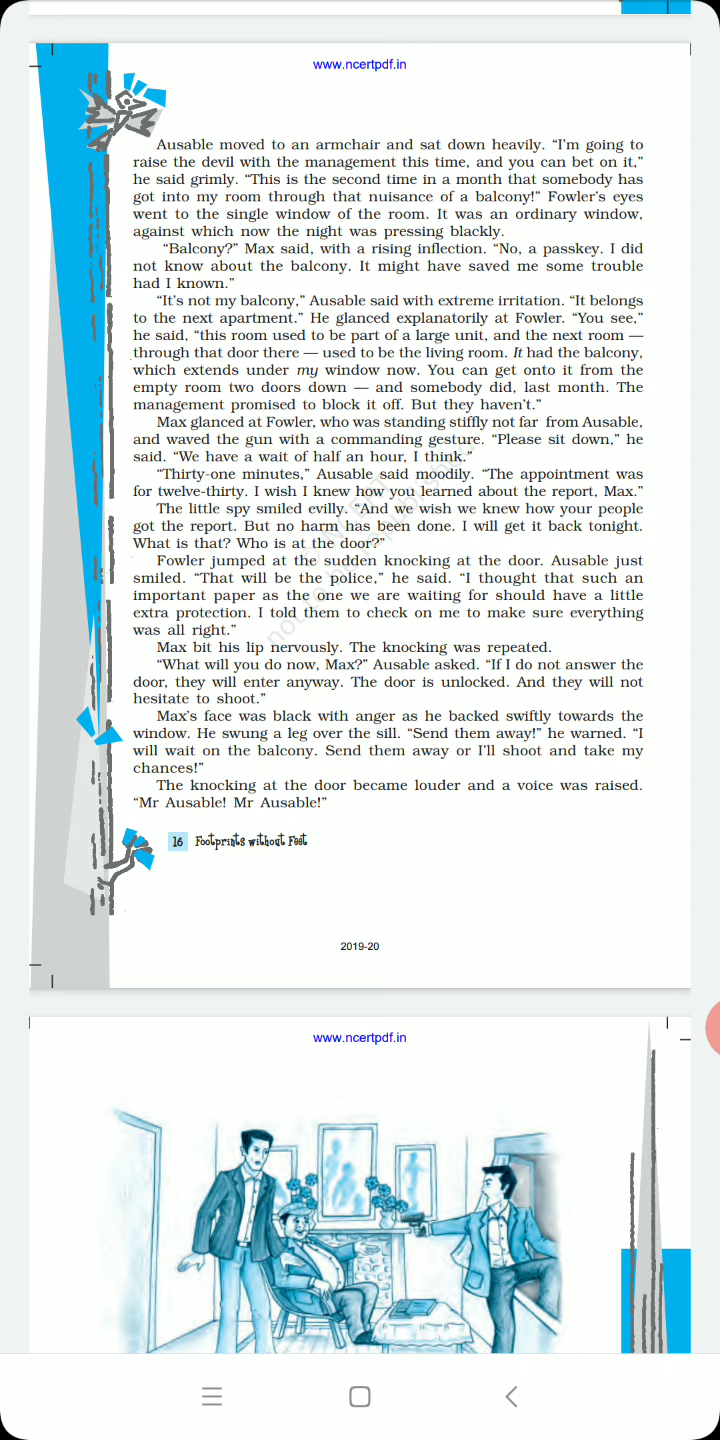 www.ncertpdf.in
Ausable moved to an armchair and sat down heavily. “I’m going to
raise the devil with the management this time, and you can bet on it,”
he said grimly. “This is the second time in a month that somebody has
got into my room through that nuisance of a balcony!” Fowler’s eyes
went to the single window of the room. It was an ordinary window,
against which now the night was pressing blackly.
“Balcony?” Max said, with a rising inflection. “No, a passkey. I did
not know about the balcony. It might have saved me some trouble
had I known.”
“It’s not my balcony,” Ausable said with extreme irritation. “It belongs
to the next apartment.” He glanced explanatorily at Fowler. “You see,”
he said, “this room used to be part of a large unit, and the next room —
through that door there — used to be the living room. It had the balcony,
which extends under my window now. You can get onto it from the
empty room two doors down — and somebody did, last month. The
management promised to block it off. But they haven’t.”
Max glanced at Fowler, who was standing stiffly not far from Ausable,
and waved the gun with a commanding gesture. “Please sit down,” he
said. “We have a wait of half an hour, I think.”
“Thirty-one minutes,” Ausable said moodily. “The appointment was
for twelve-thirty. I wish I knew how you learned about the report, Max.”
The little spy smiled evilly. “And we wish we knew how your people
got the report. But no harm has been done. I will get it back tonight.
What is that? Who is at the door?”
Fowler jumped at the sudden knocking at the door. Ausable just
smiled. “That will be the police,” he said. “I thought that such an
important paper as the one we are waiting for should have a little
extra protection. I told them to check on me to make sure everything
was all right.”
Max bit his lip nervously. The knocking was repeated.
“What will you do now, Max?” Ausable asked. “If I do not answer the
door, they will enter anyway. The door is unlocked. And they will not
hesitate to shoot.”
Max’s face was black with anger as he backed swiftly towards the
window. He swung a leg over the sill. “Send them away!” he warned. “I
will wait on the balcony. Send them away or I’ll shoot and take my
chances!”
The knocking at the door became louder and a voice was raised.
“Mr Ausable! Mr Ausable!”
16 Footprints without Feet
2019-20
www.ncertpdf.in